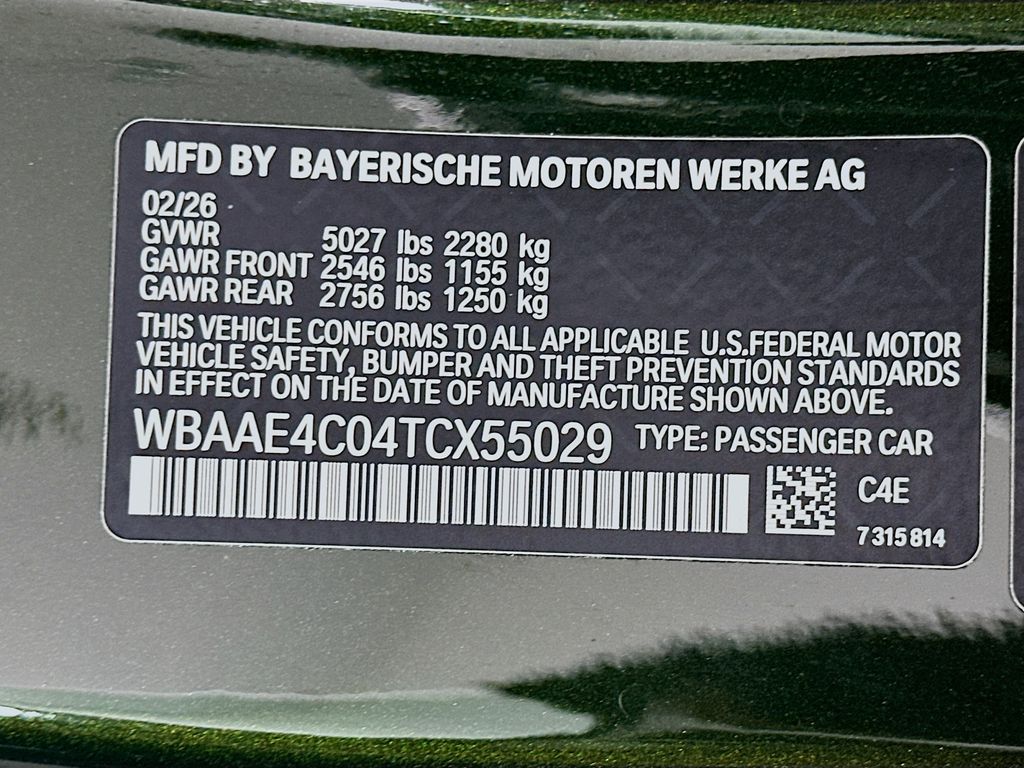 MFD BY BAYERISCHE MOTOREN WERKE AG
02/26
GVWR 5027 lbs 2280 kg
GAWR FRONT 2546 lbs 1155 kg
GAWR REAR 2756 lbs 1250 kg
THIS VEHICLE CONFORMS TO ALL APPLICABLE U.S.FEDERAL MOTOR
VEHICLE SAFETY, BUMPER AND THEFT PREVENTION STANDARDS
IN EFFECT ON THE DATE OF MANUFACTURE SHOWN ABOVE.
WBAAE4C04TCX55029 TYPE: PASSENGER CAR
C4E
7315814